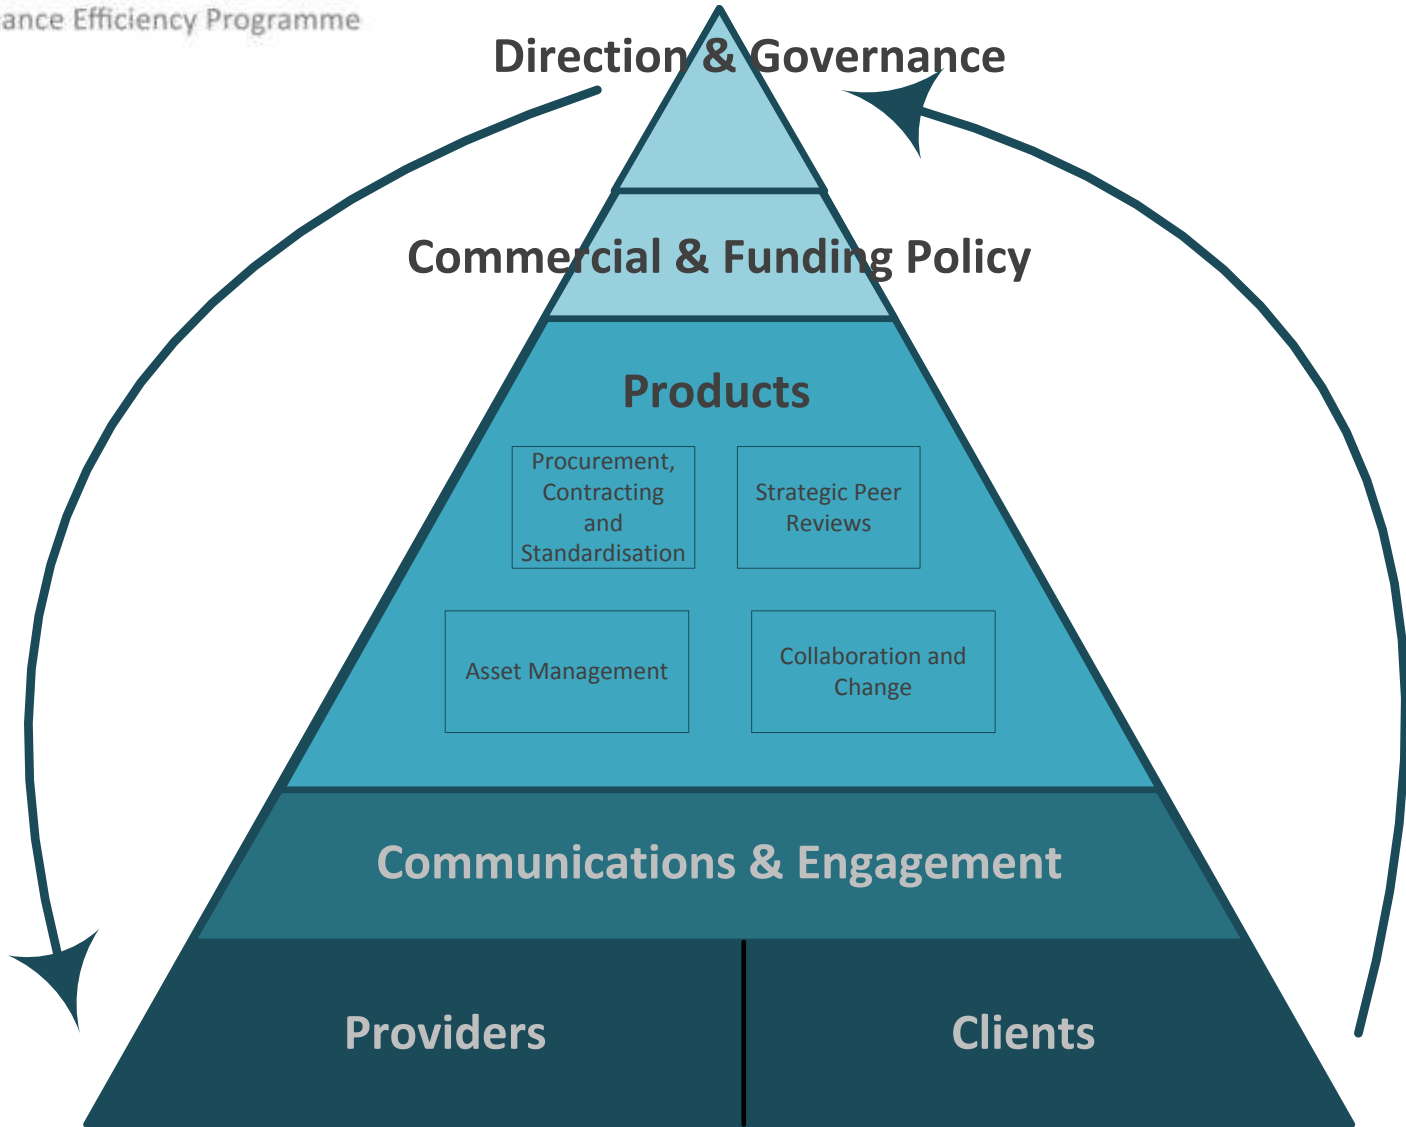 Efficiency Programme
Direction & Governance
Commercial & Funding Policy
Products
Procurement,
Contracting
and
Standardisation
Strategic Peer
Reviews
Asset Management
Collaboration and
Change
Communications & Engagement
Providers
Clients